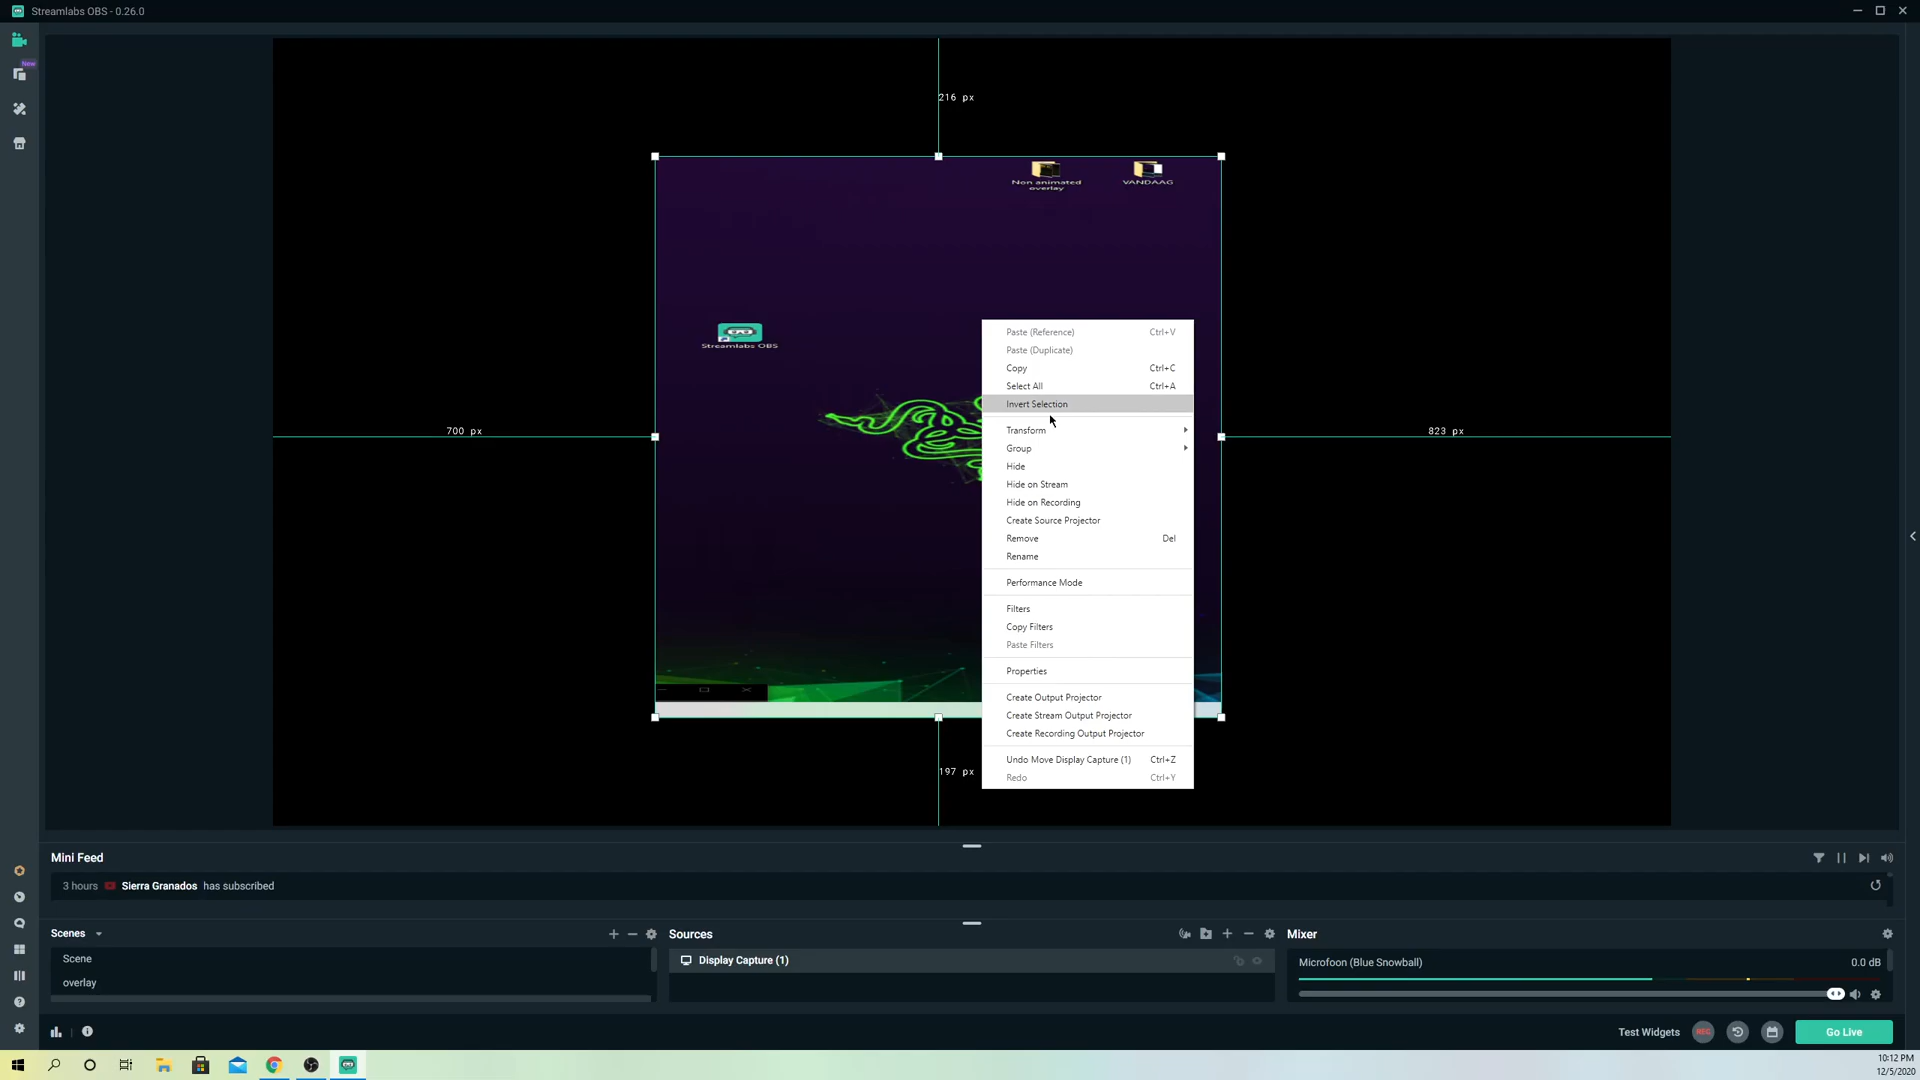 Streamlabs OBS - 0.26.0
New
216 px
Non animated
overlay
VANDAAG
Streamlabs OBS
700 px
823 px
197 px
Paste (Reference) Ctrl+V
Paste (Duplicate)
Copy Ctrl+C
Select All Ctrl+A
Invert Selection
Transform
Group
Hide
Hide on Stream
Hide on Recording
Create Source Projector
Remove Del
Rename
Performance Mode
Filters
Copy Filters
Paste Filters
Properties
Create Output Projector
Create Stream Output Projector
Create Recording Output Projector
Undo Move Display Capture (1) Ctrl+Z
Redo Ctrl+Y
Mini Feed
3 hours Sierra Granados has subscribed
Scenes
Scene
overlay
Sources
Display Capture (1)
Mixer
Microfoon (Blue Snowball) 0.0 dB
Test Widgets REC Go Live
10:12 PM
12/5/2020